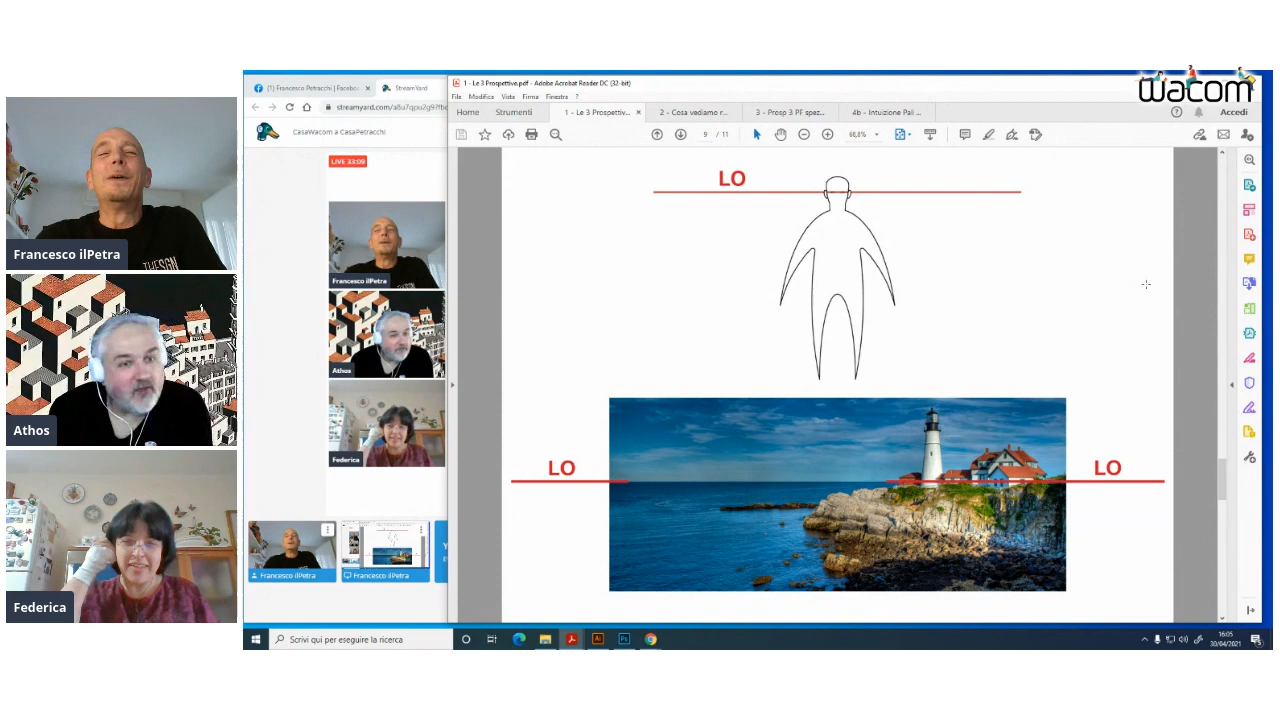 wacom
Francesco ilPetra
Athos
Federica
(1) Francesco Petracchi | Facebo
StreamYard
CasaWacom a CasaPetracchi
LIVE 33:09
Francesco ilPetra
Athos
Federica
Francesco ilPetra
Francesco ilPetra
1 - Le 3 Prospettive.pdf - Adobe Acrobat Reader DC (32-bit)
File Modifica Vista Firma Finestra ?
Home Strumenti 1 - Le 3 Prospettiv... × 2 - Cosa vediamo r... 3 - Prosp 3 PF spaz... 4b - Intuizione Pali ... Accedi
9 / 11 68,8%
LO
LO
LO
Scrivi qui per eseguire la ricerca
16:05
30/04/2021